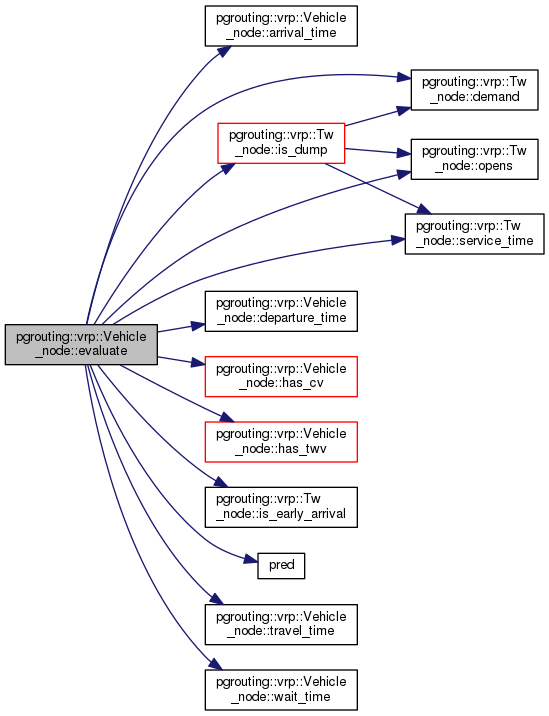 pgrouting::vrp::Vehicle
_node::arrival_time
pgrouting::vrp::Tw
_node::demand
pgrouting::vrp::Tw
_node::is_dump
pgrouting::vrp::Tw
_node::opens
pgrouting::vrp::Tw
_node::service_time
pgrouting::vrp::Vehicle
_node::departure_time
pgrouting::vrp::Vehicle
_node::evaluate
pgrouting::vrp::Vehicle
_node::has_cv
pgrouting::vrp::Vehicle
_node::has_twv
pgrouting::vrp::Tw
_node::is_early_arrival
pred
pgrouting::vrp::Vehicle
_node::travel_time
pgrouting::vrp::Vehicle
_node::wait_time